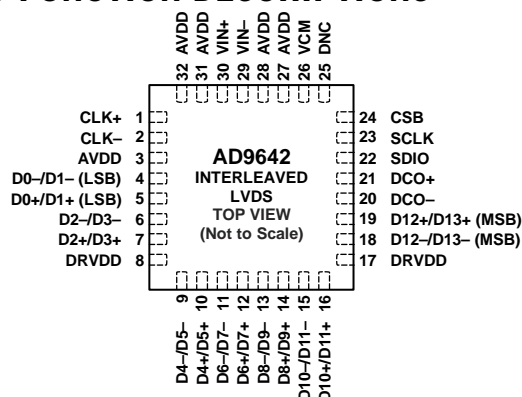 32 AVDD
31 AVDD
30 VIN+
29 VIN–
28 AVDD
27 AVDD
26 VCM
25 DNC
CLK+ 1
CLK– 2
AVDD 3
D0–/D1– (LSB) 4
D0+/D1+ (LSB) 5
D2–/D3– 6
D2+/D3+ 7
DRVDD 8
AD9642
INTERLEAVED
LVDS
TOP VIEW
(Not to Scale)
24 CSB
23 SCLK
22 SDIO
21 DCO+
20 DCO–
19 D12+/D13+ (MSB)
18 D12–/D13– (MSB)
17 DRVDD
D4–/D5– 9
D4+/D5+ 10
D6–/D7– 11
D6+/D7+ 12
D8–/D9– 13
D8+/D9+ 14
D10–/D11– 15
D10+/D11+ 16